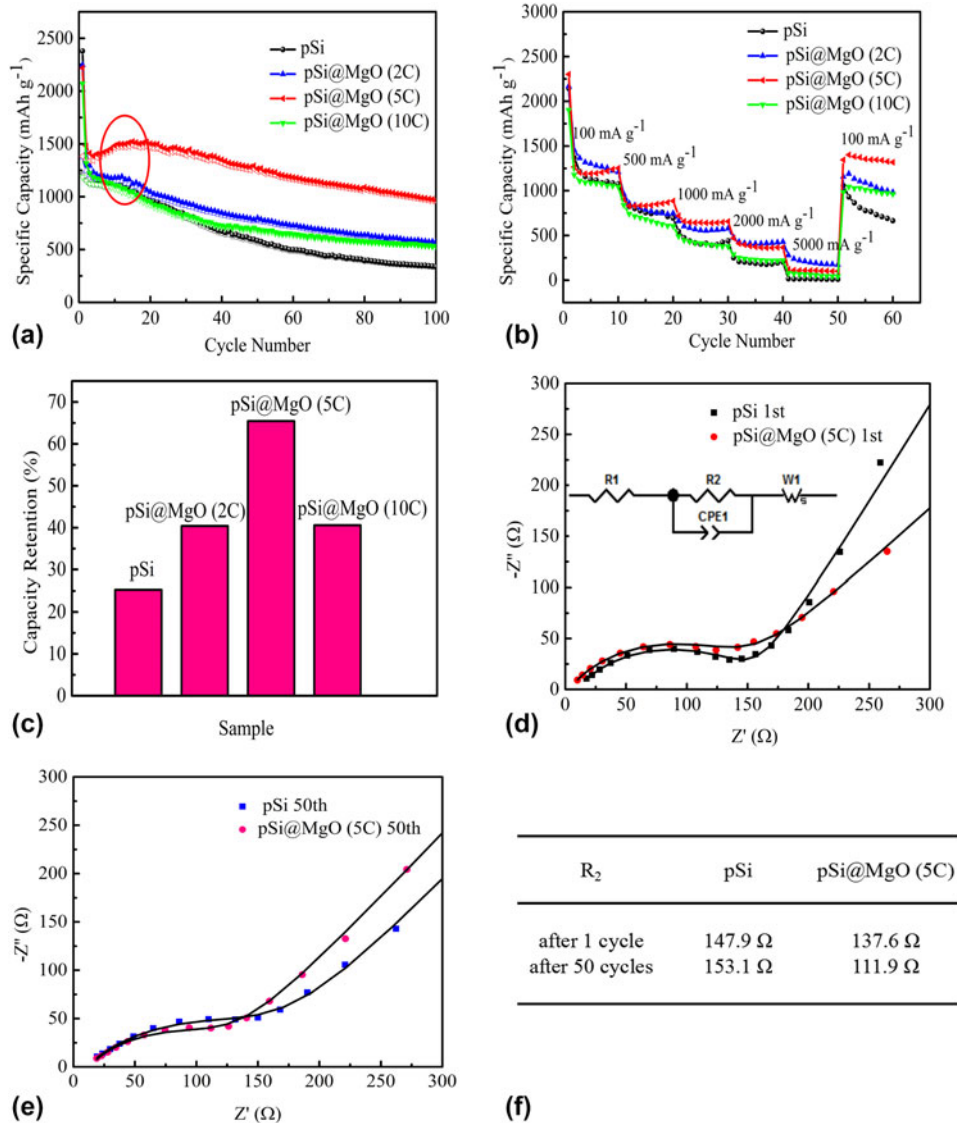 2500
2000
1500
1000
500
0
0 20 40 60 80 100
Specific Capacity (mAh g-1)
Cycle Number
pSi
pSi@MgO (2C)
pSi@MgO (5C)
pSi@MgO (10C)
(a)
3000
2500
2000
1500
1000
500
0
0 10 20 30 40 50 60
Specific Capacity (mAh g-1)
Cycle Number
pSi
pSi@MgO (2C)
pSi@MgO (5C)
pSi@MgO (10C)
100 mA g-1
500 mA g-1
1000 mA g-1
2000 mA g-1
5000 mA g-1
100 mA g-1
(b)
70
60
50
40
30
20
10
0
Capacity Retention (%)
pSi
pSi@MgO (2C)
pSi@MgO (5C)
pSi@MgO (10C)
Sample
(c)
300
250
200
150
100
50
0
0 50 100 150 200 250 300
-Z'' (Ω)
Z' (Ω)
pSi 1st
pSi@MgO (5C) 1st
R1 R2 W1
CPE1
s
(d)
300
250
200
150
100
50
0
0 50 100 150 200 250 300
-Z'' (Ω)
Z' (Ω)
pSi 50th
pSi@MgO (5C) 50th
(e)
R2 pSi pSi@MgO (5C)
after 1 cycle 147.9 Ω 137.6 Ω
after 50 cycles 153.1 Ω 111.9 Ω
(f)